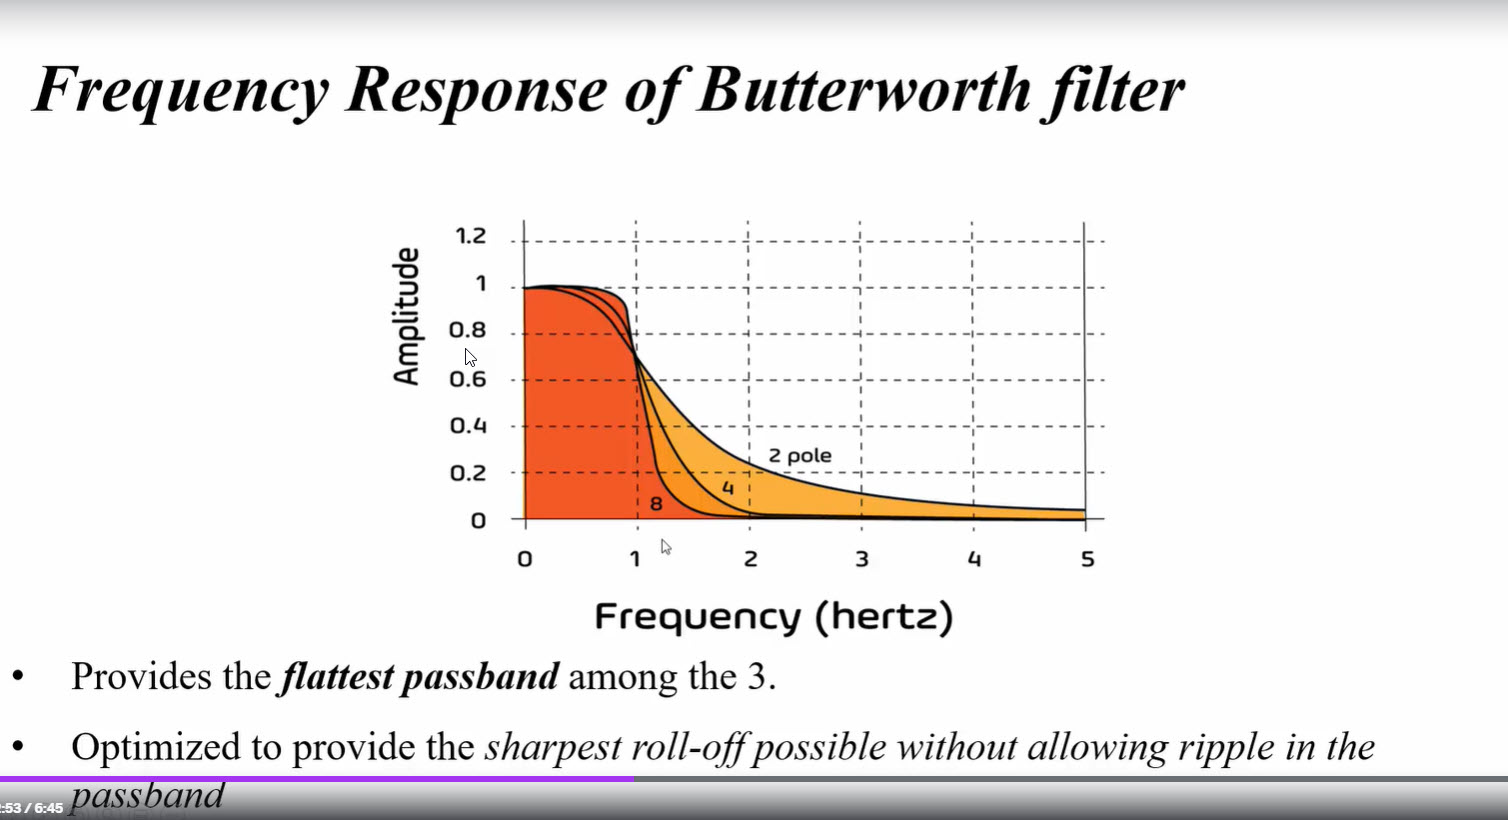 Frequency Response of Butterworth filter
Amplitude
1.2
1
0.8
0.6
0.4
0.2
0
2 pole
4
8
0 1 2 3 4 5
Frequency (hertz)
• Provides the flattest passband among the 3.
• Optimized to provide the sharpest roll-off possible without allowing ripple in the
passband
:53 / 6:45